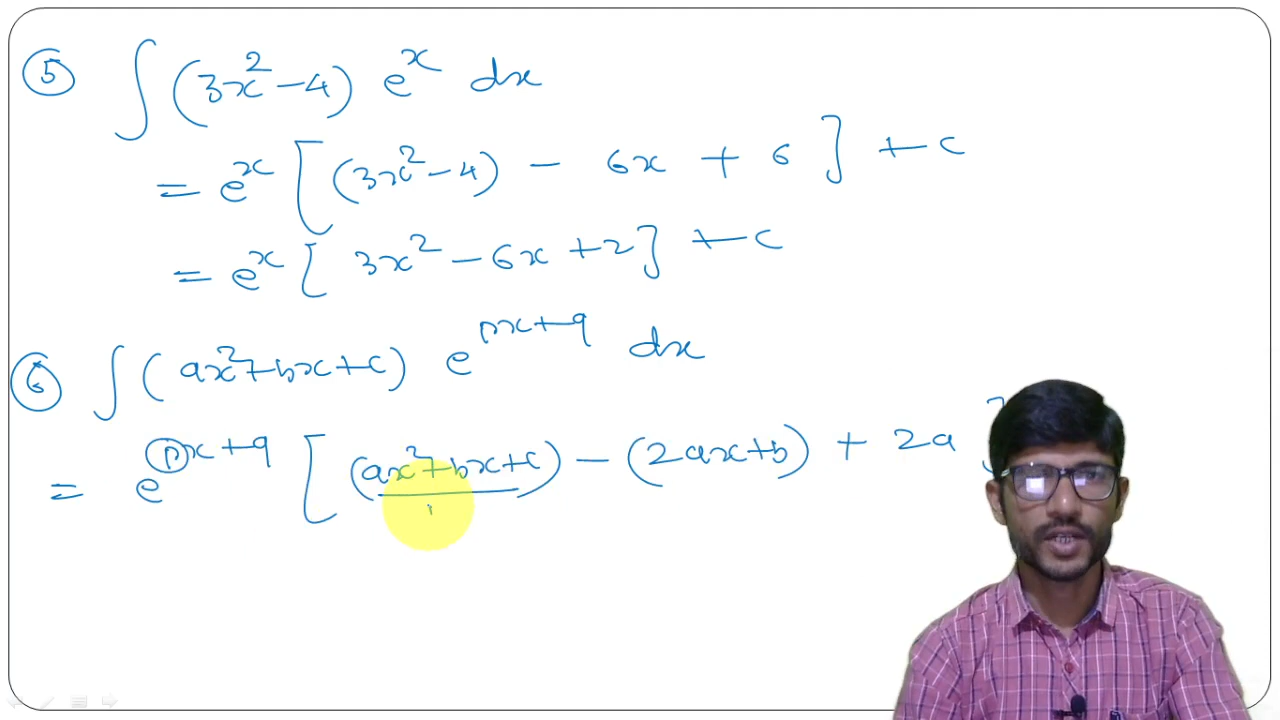 ⑤ ∫ (3x² - 4) eˣ dx
= eˣ [ (3x² - 4) - 6x + 6 ] + c
= eˣ [ 3x² - 6x + 2 ] + c
⑥ ∫ (ax² + bx + c) e^(px+q) dx
= e^(px+q) [ (ax² + bx + c) - (2ax + b) + 2a ]